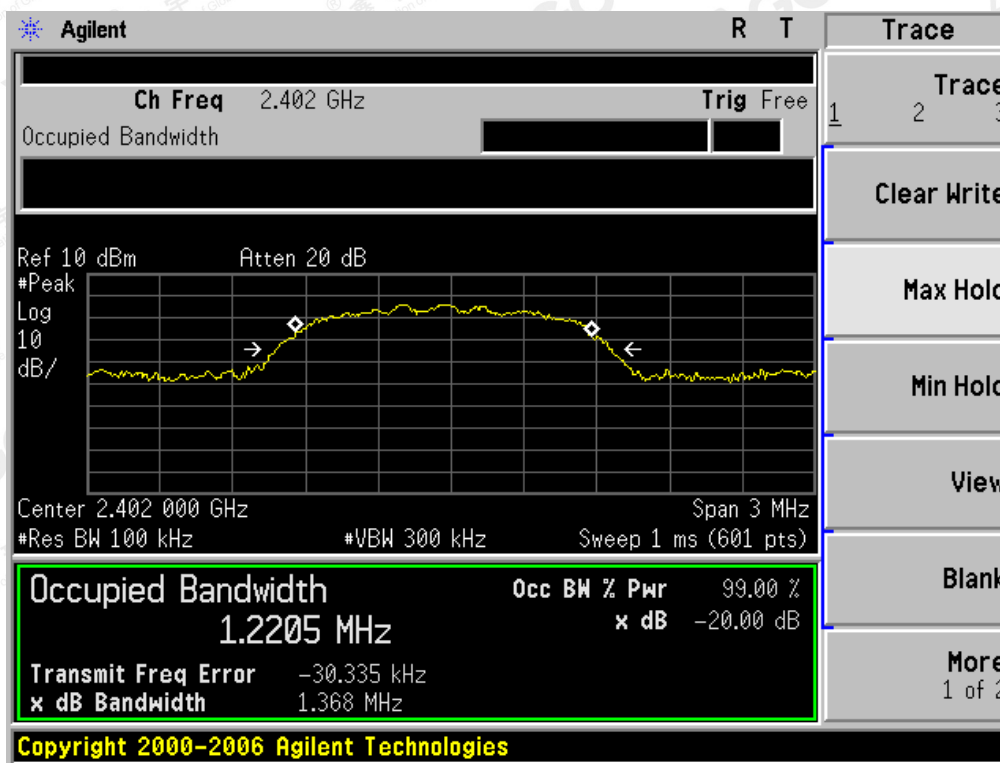 Agilent R T Trace
Ch Freq 2.402 GHz Trig Free
Occupied Bandwidth
Trace
1 2 3
Clear Write
Max Hold
Min Hold
View
Blank
More
1 of 2
Ref 10 dBm Atten 20 dB
#Peak
Log
10
dB/
Center 2.402 000 GHz Span 3 MHz
#Res BW 100 kHz #VBW 300 kHz Sweep 1 ms (601 pts)
Occupied Bandwidth
1.2205 MHz
Occ BW % Pwr 99.00 %
x dB -20.00 dB
Transmit Freq Error -30.335 kHz
x dB Bandwidth 1.368 MHz
Copyright 2000-2006 Agilent Technologies